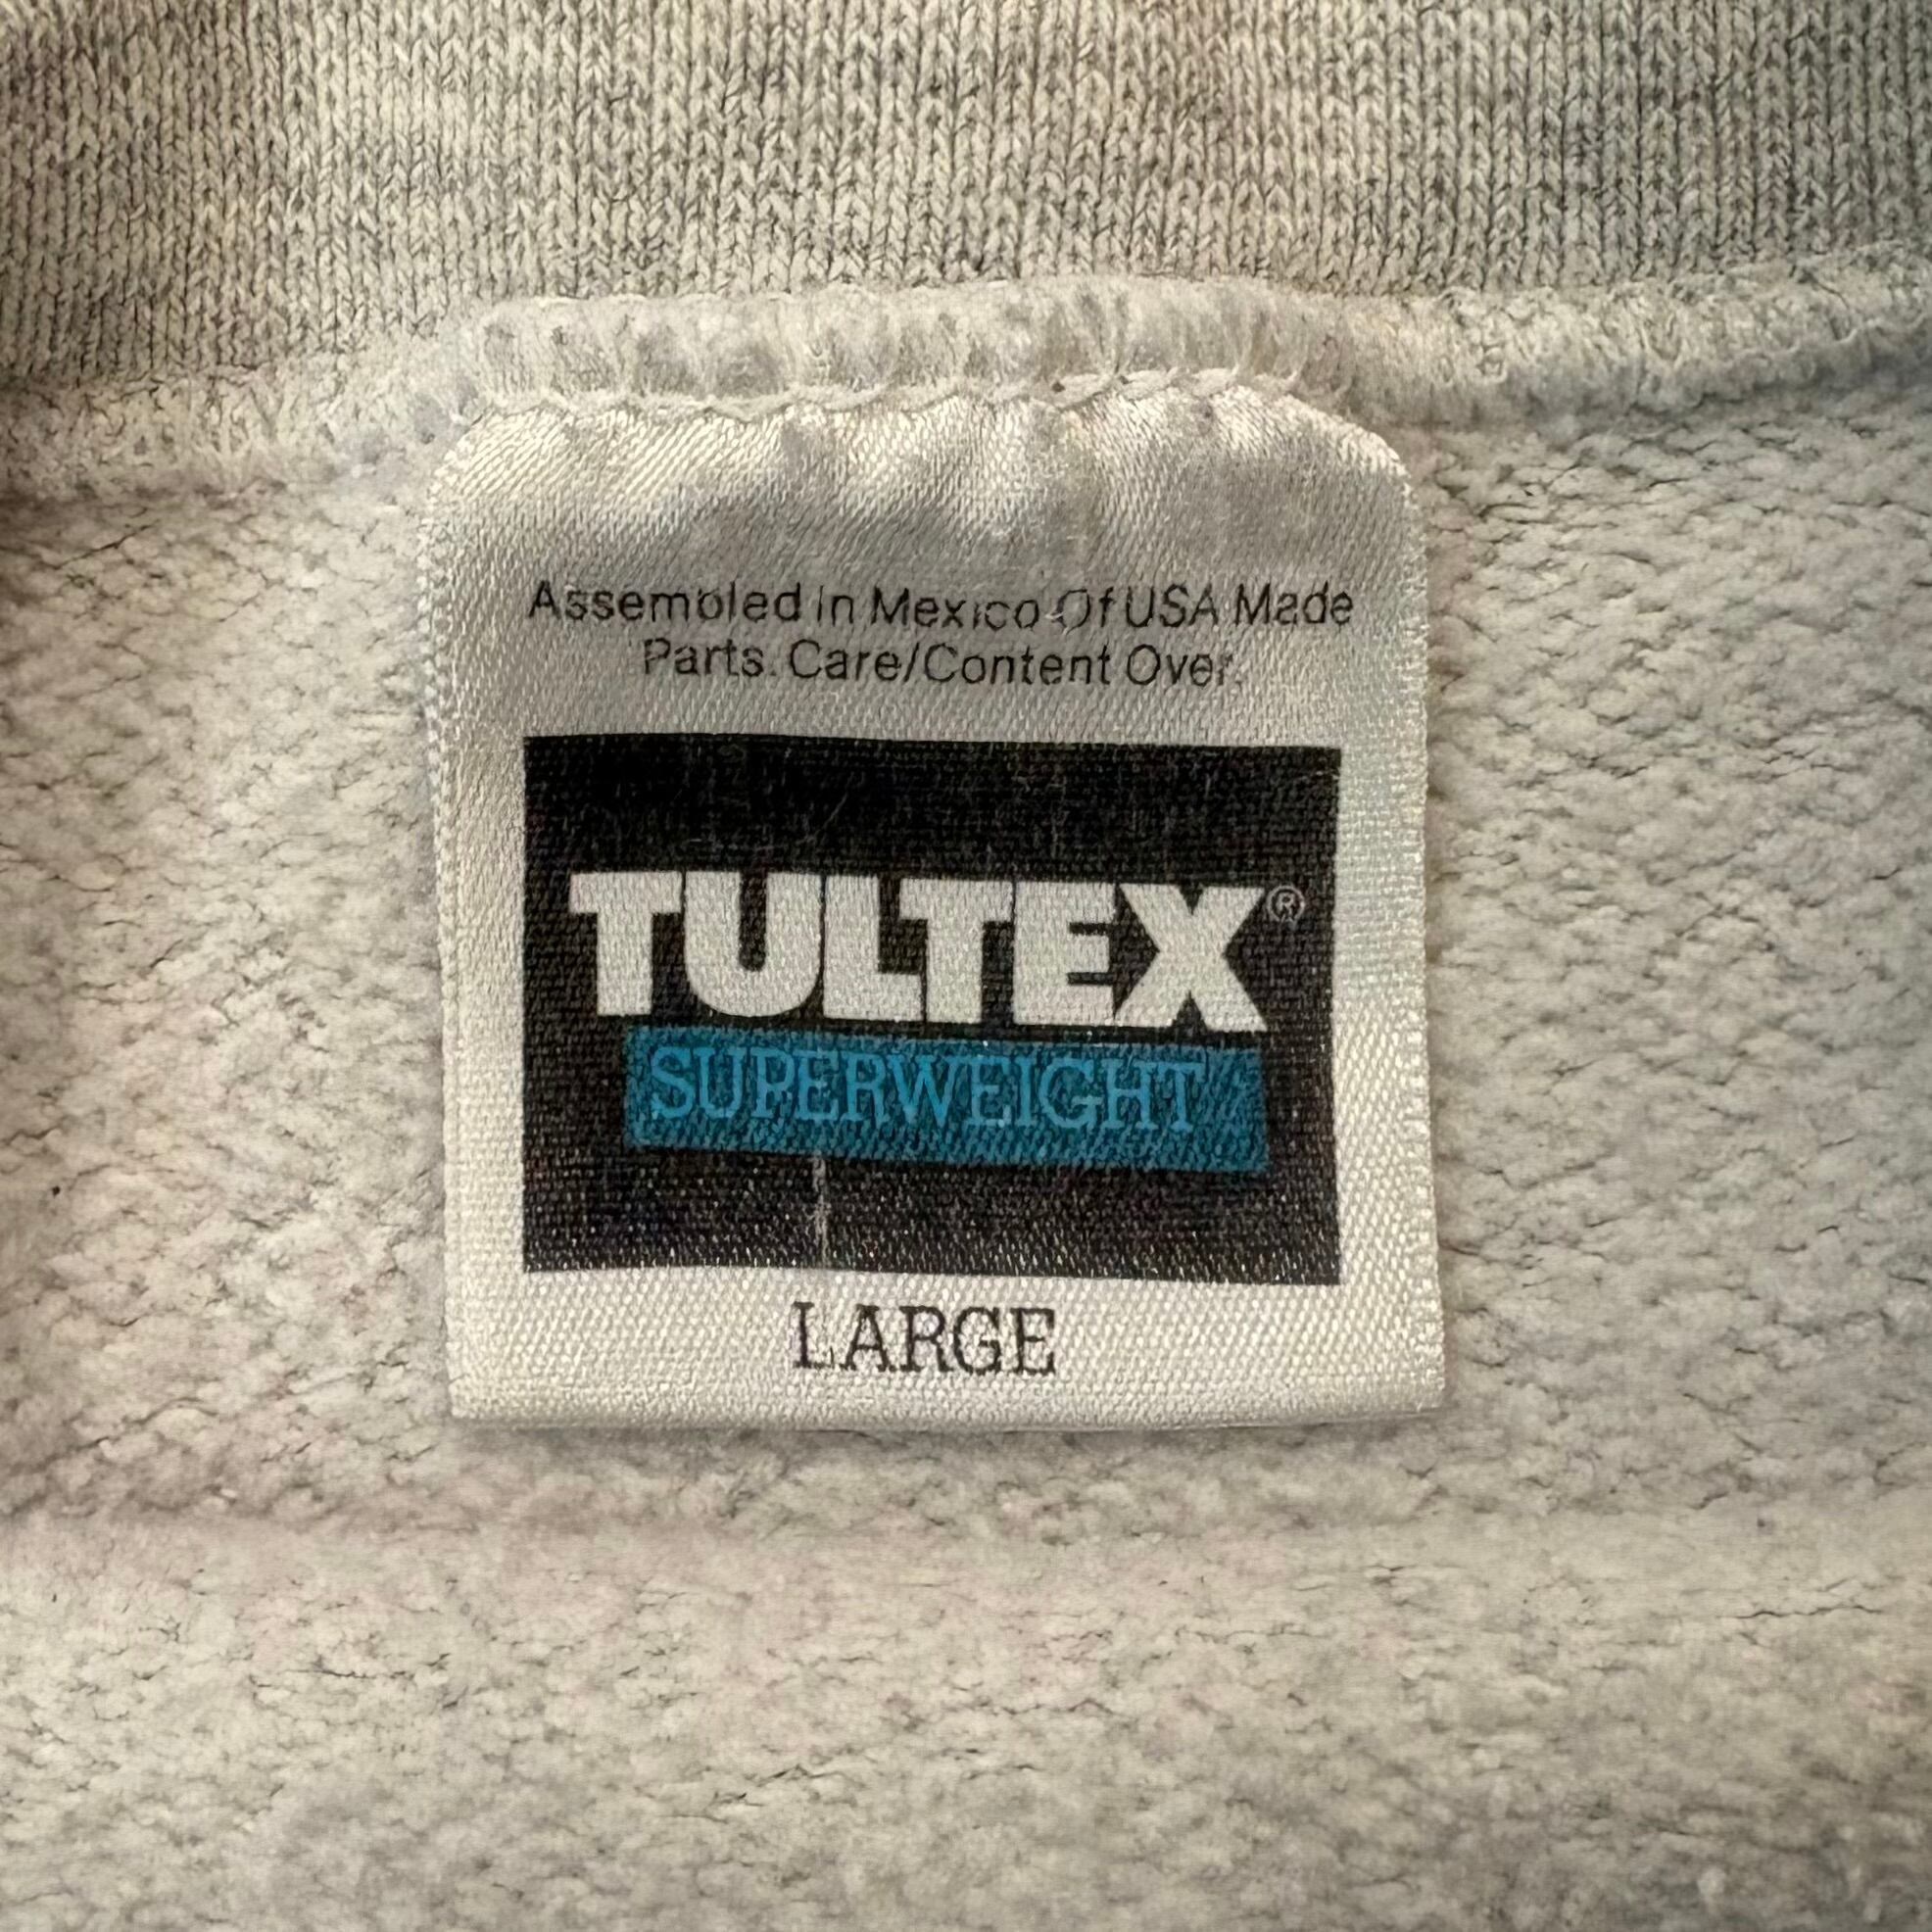 Assembled In Mexico Of USA Made
Parts. Care/Content Over.
TULTEX®
SUPERWEIGHT
LARGE